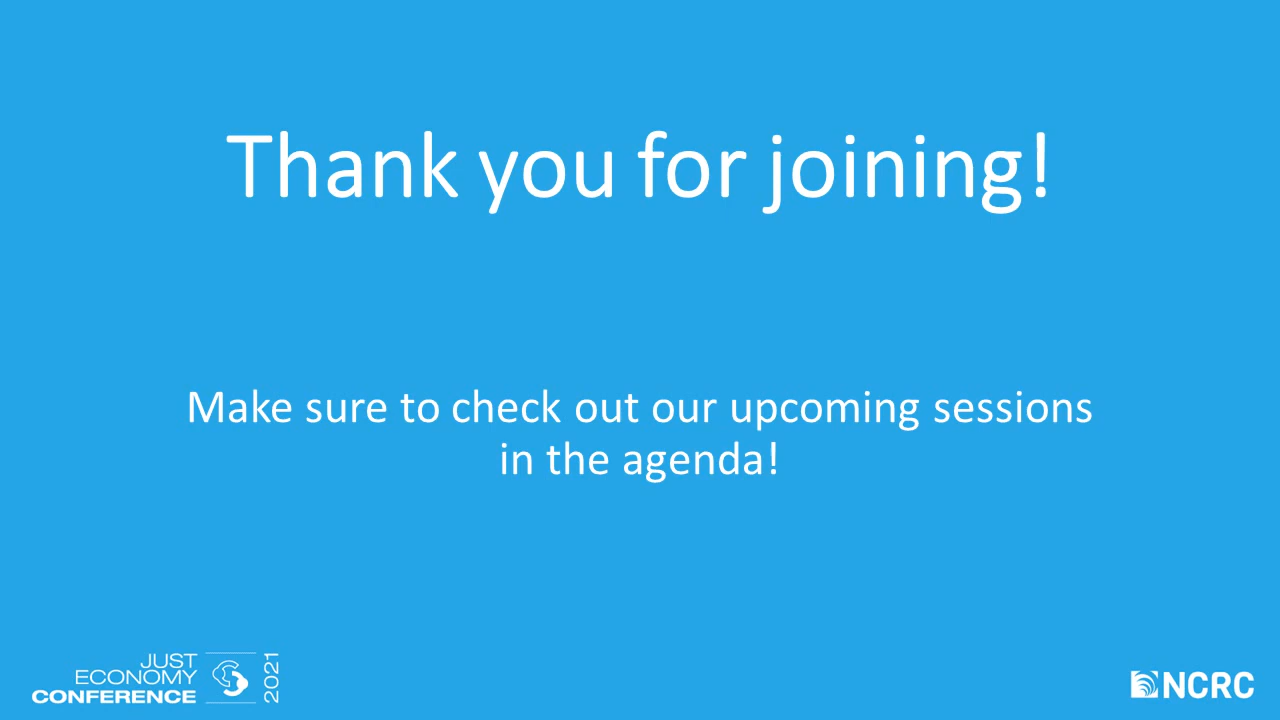 Thank you for joining!
Make sure to check out our upcoming sessions
in the agenda!
JUST
ECONOMY
CONFERENCE
2021
NCRC